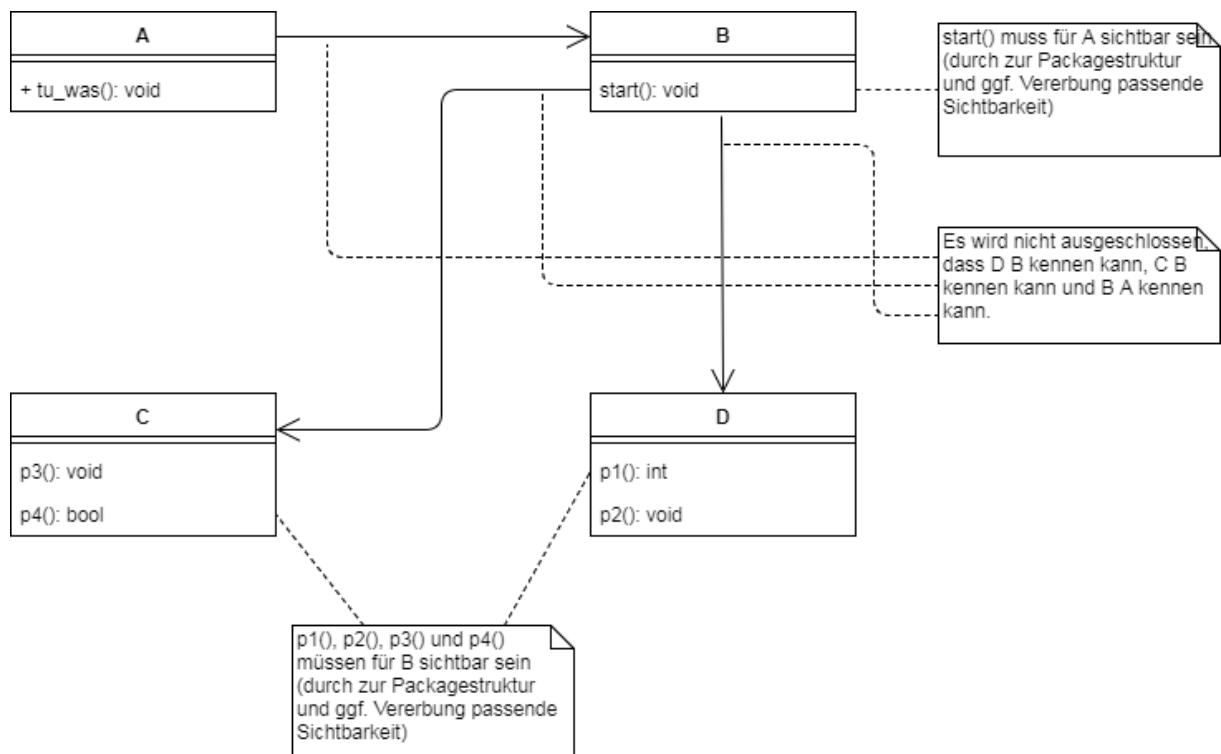 A
+ tu_was(): void
B
start(): void
start() muss für A sichtbar sein
(durch zur Packagestruktur
und ggf. Vererbung passende
Sichtbarkeit)
Es wird nicht ausgeschlossen,
dass D B kennen kann, C B
kennen kann und B A kennen
kann.
C
p3(): void
p4(): bool
D
p1(): int
p2(): void
p1(), p2(), p3() und p4()
müssen für B sichtbar sein
(durch zur Packagestruktur
und ggf. Vererbung passende
Sichtbarkeit)